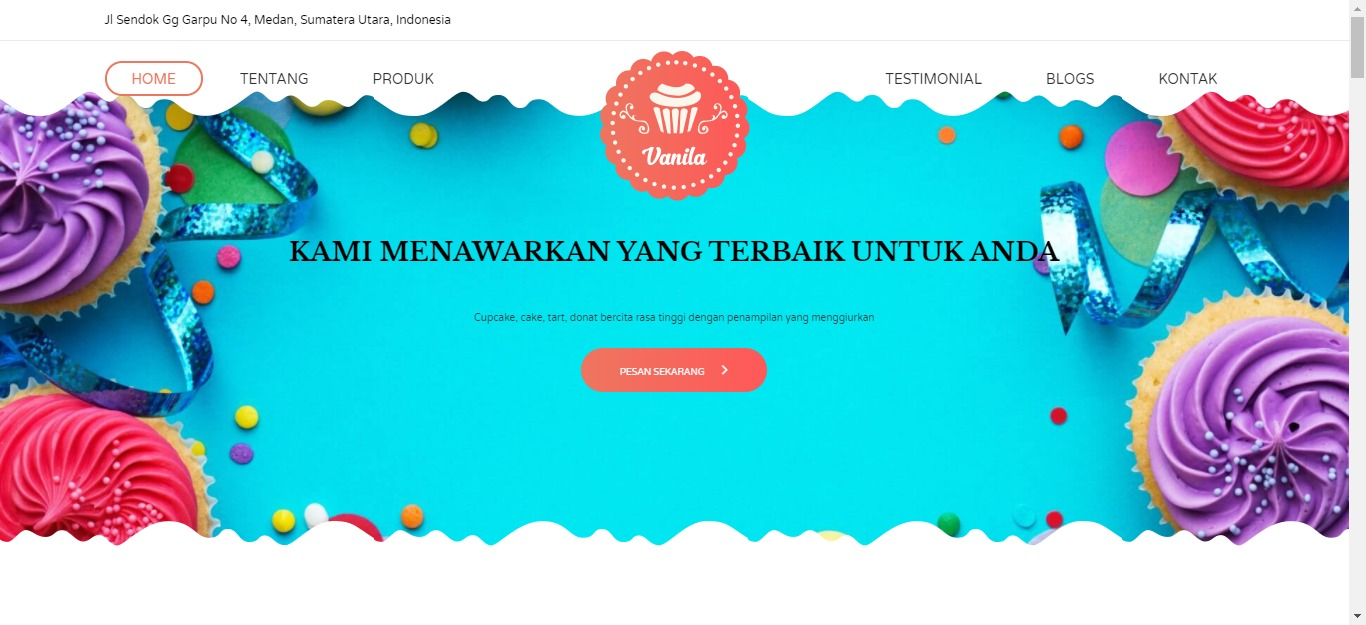 Jl Sendok Gg Garpu No 4, Medan, Sumatera Utara, Indonesia
HOME TENTANG PRODUK TESTIMONIAL BLOGS KONTAK
Vanila
KAMI MENAWARKAN YANG TERBAIK UNTUK ANDA
Cupcake, cake, tart, donat bercita rasa tinggi dengan penampilan yang menggiurkan
PESAN SEKARANG